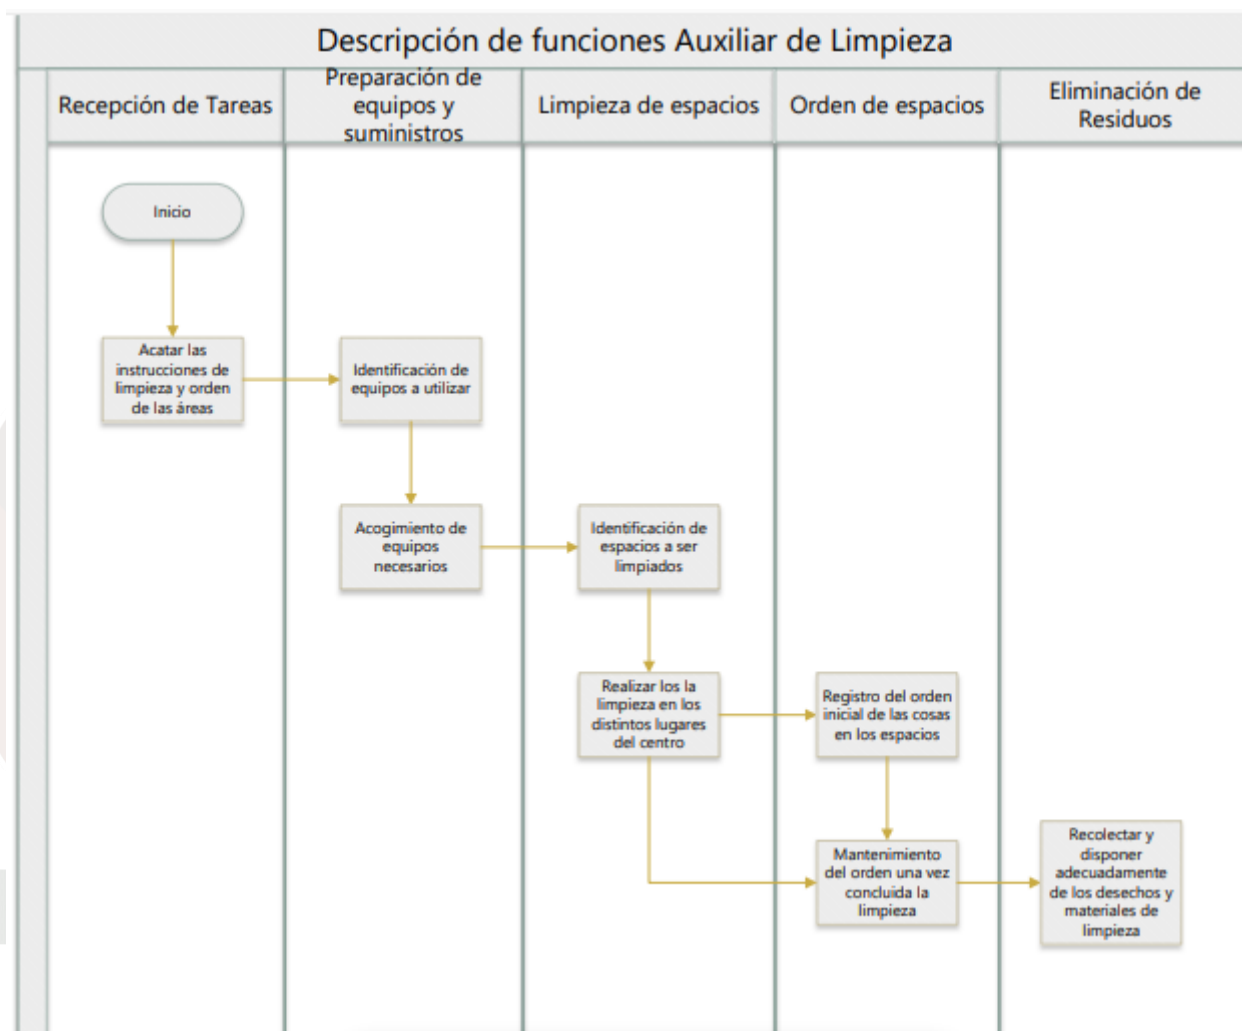 Descripción de funciones Auxiliar de Limpieza
Recepción de Tareas
Preparación de
equipos y
suministros
Limpieza de espacios
Orden de espacios
Eliminación de
Residuos
Inicio
Acatar las
instrucciones de
limpieza y orden
de las áreas
Identificación de
equipos a utilizar
Acogimiento de
equipos
necesarios
Identificación de
espacios a ser
limpiados
Realizar los la
limpieza en los
distintos lugares
del centro
Registro del orden
inicial de las cosas
en los espacios
Mantenimiento
del orden una vez
concluida la
limpieza
Recolectar y
disponer
adecuadamente
de los desechos y
materiales de
limpieza